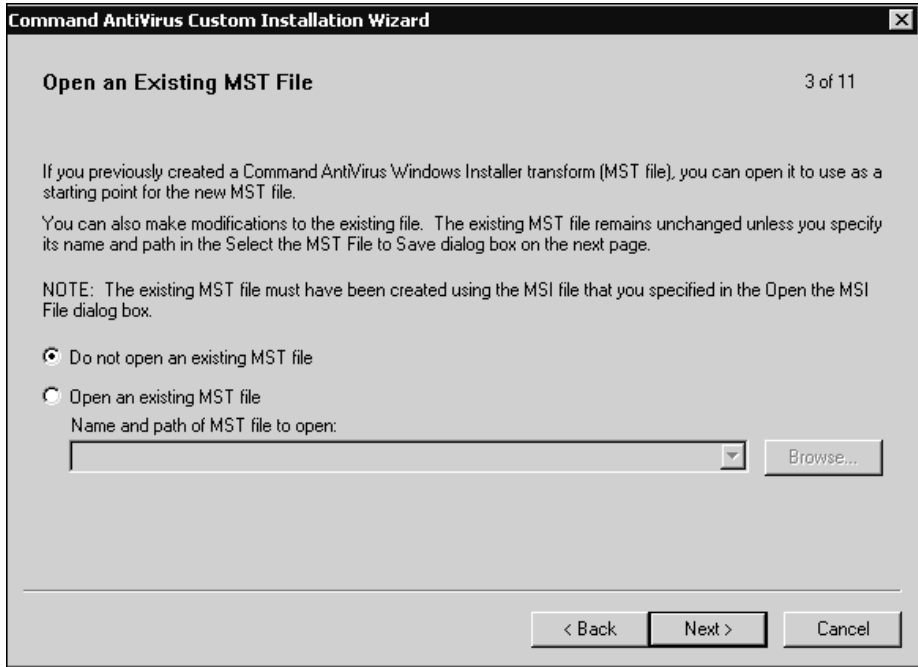 Command AntiVirus Custom Installation Wizard
Open an Existing MST File
3 of 11
If you previously created a Command AntiVirus Windows Installer transform (MST file), you can open it to use as a
starting point for the new MST file.
You can also make modifications to the existing file.  The existing MST file remains unchanged unless you specify
its name and path in the Select the MST File to Save dialog box on the next page.
NOTE:  The existing MST file must have been created using the MSI file that you specified in the Open the MSI
File dialog box.
Do not open an existing MST file
Open an existing MST file
Name and path of MST file to open:
Browse...
< Back
Next >
Cancel